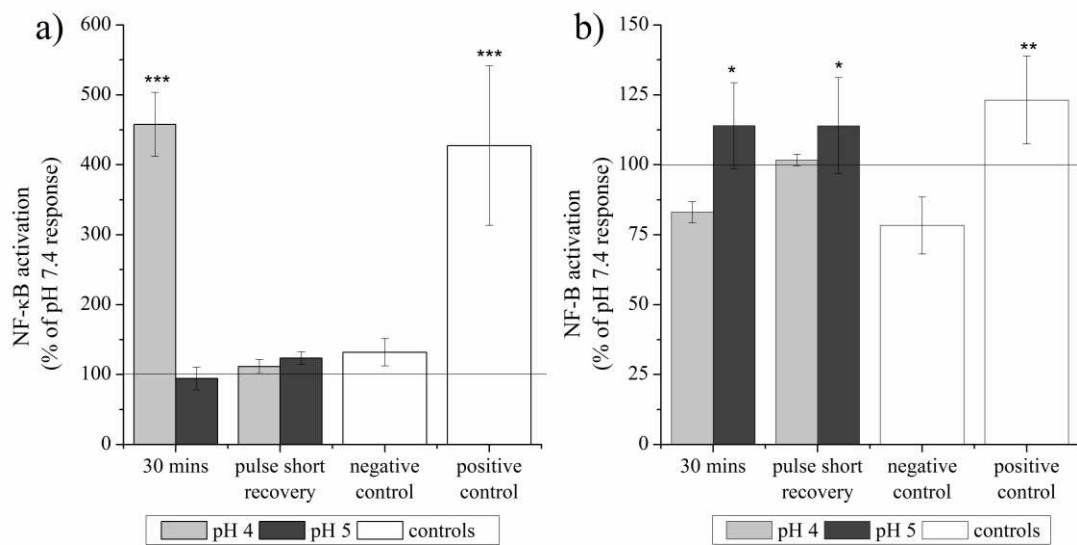 a)
NF-κB activation
(% of pH 7.4 response)
600
500
400
300
200
100
0
***
***
30 mins
pulse short
recovery
negative
control
positive
control
pH 4
pH 5
controls
b)
NF-B activation
(% of pH 7.4 response)
150
125
100
75
50
25
0
*
*
**
30 mins
pulse short
recovery
negative
control
positive
control
pH 4
pH 5
controls